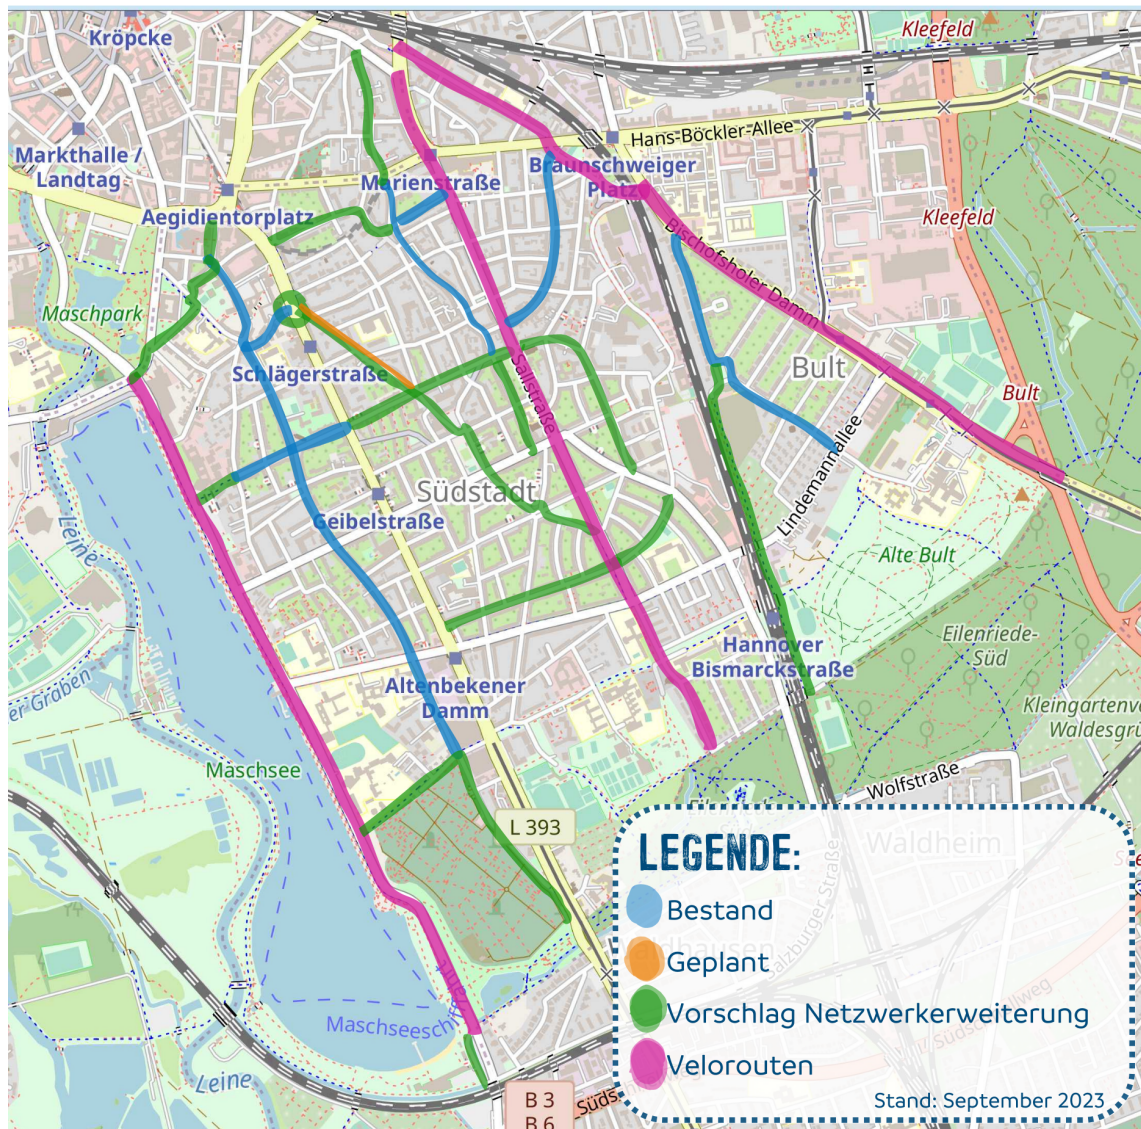 Kröpcke
Kleefeld
Hans-Böckler-Allee
Markthalle /
Landtag
Marienstraße
Braunschweiger
Platz
Aegidientorplatz
Kleefeld
Bischofsholer Damm
Maschpark
Schlägerstraße
Sallstraße
Bult
Bult
Lindemannallee
Südstadt
Geibelstraße
Leine
Alte Bult
Eilenriede-
Süd
Hannover
Bismarckstraße
Altenbekener
Damm
er Graben
Kleingartenve
Waldesgrü
Maschsee
Wolfstraße
L 393
LEGENDE:
Waldheim
Bestand
Geplant
Vorschlag Netzwerkerweiterung
Maschseeschifffahrt
Velorouten
Leine
Stand: September 2023
B 3
B 6
Süds